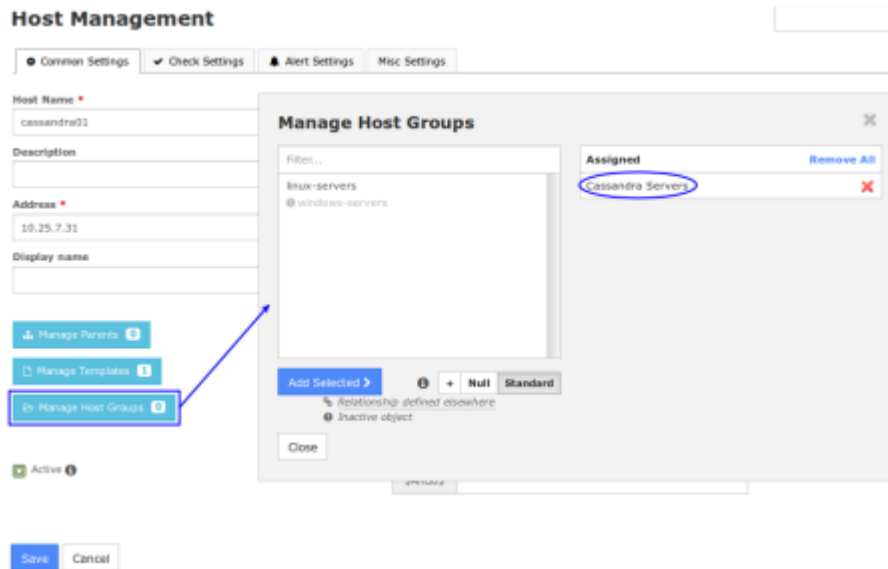 Host Management
Common Settings
Check Settings
Alert Settings
Misc Settings
Host Name *
cassandra01
Description
Address *
10.25.7.31
Display name
Manage Parents 0
Manage Templates 1
Manage Host Groups 0
Active
Save
Cancel
Manage Host Groups
Filter...
linux-servers
windows-servers
Assigned
Remove All
Cassandra Servers
Add Selected
+
Null
Standard
Relationship defined elsewhere
Inactive object
Close